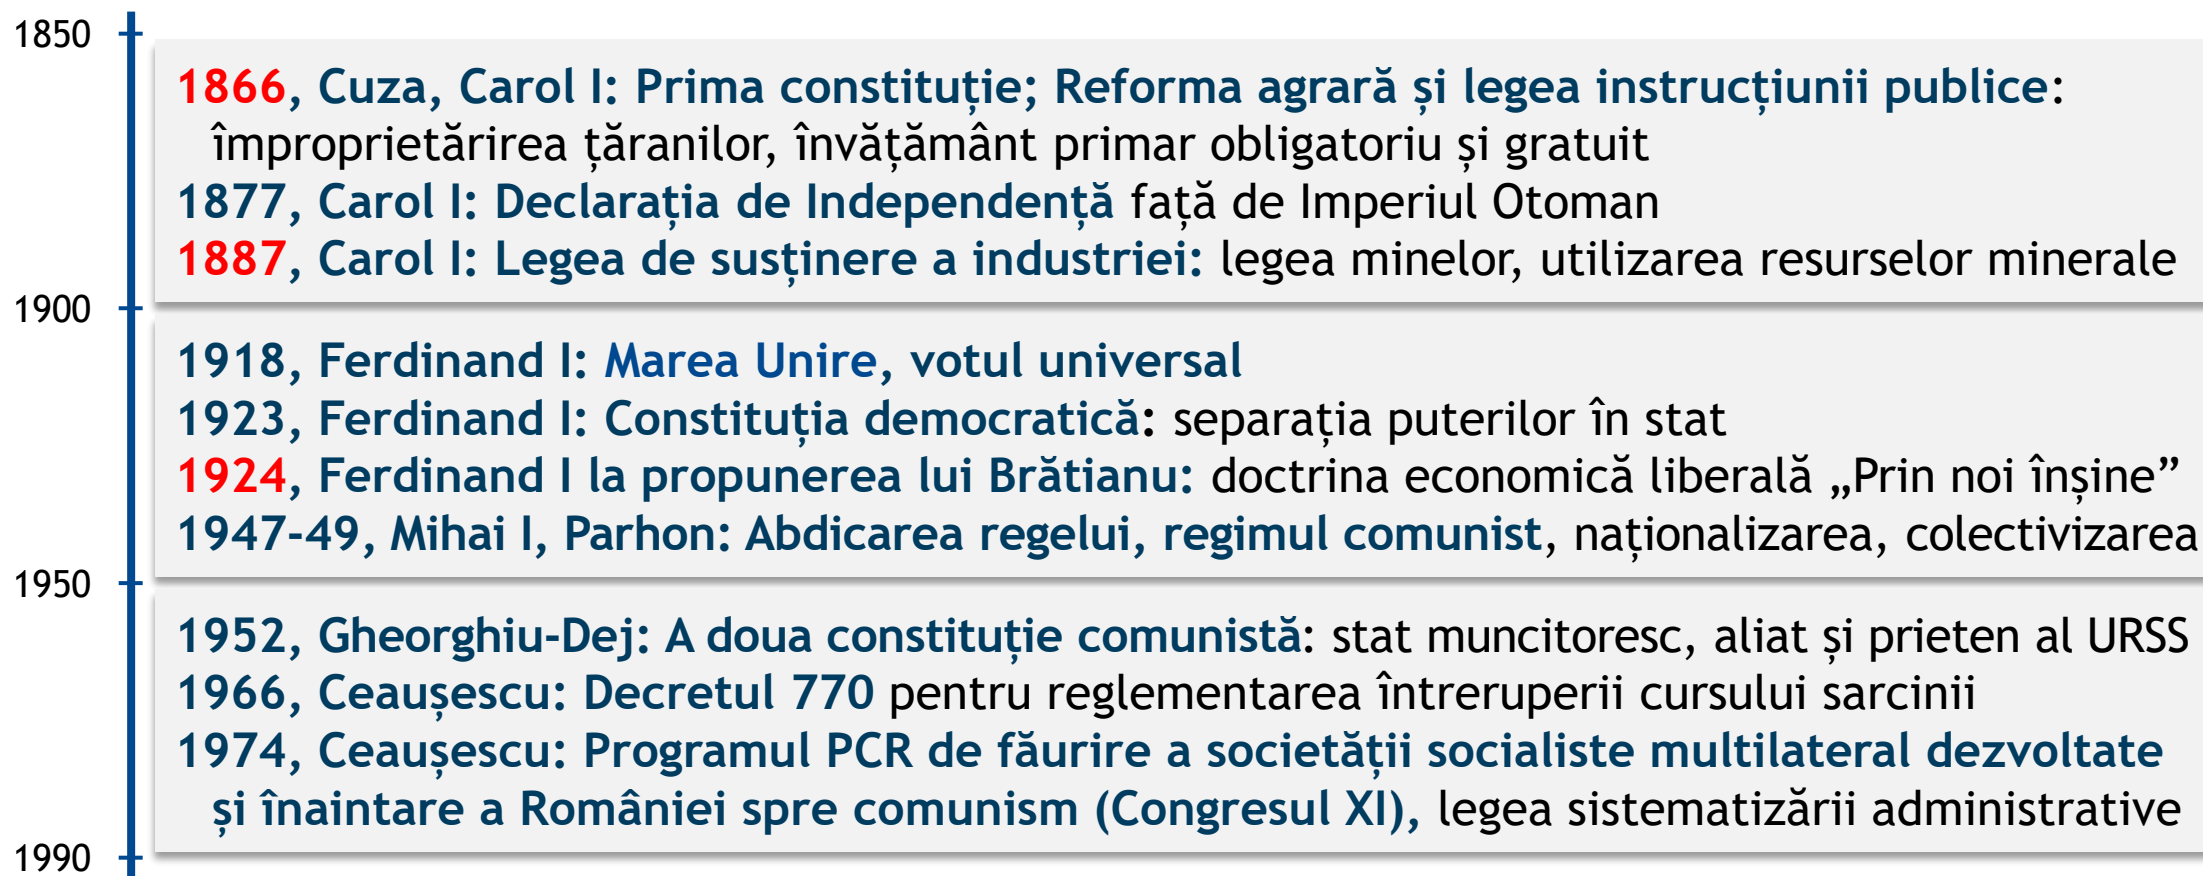 1850
1866, Cuza, Carol I: Prima constituție; Reforma agrară și legea instrucțiunii publice:
împroprietărirea țăranilor, învățământ primar obligatoriu și gratuit
1877, Carol I: Declarația de Independență față de Imperiul Otoman
1887, Carol I: Legea de susținere a industriei: legea minelor, utilizarea resurselor minerale
1900
1918, Ferdinand I: Marea Unire, votul universal
1923, Ferdinand I: Constituția democratică: separația puterilor în stat
1924, Ferdinand I la propunerea lui Brătianu: doctrina economică liberală „Prin noi înșine”
1947-49, Mihai I, Parhon: Abdicarea regelui, regimul comunist, naționalizarea, colectivizarea
1950
1952, Gheorghiu-Dej: A doua constituție comunistă: stat muncitoresc, aliat și prieten al URSS
1966, Ceaușescu: Decretul 770 pentru reglementarea întreruperii cursului sarcinii
1974, Ceaușescu: Programul PCR de făurire a societății socialiste multilateral dezvoltate
și înaintare a României spre comunism (Congresul XI), legea sistematizării administrative
1990